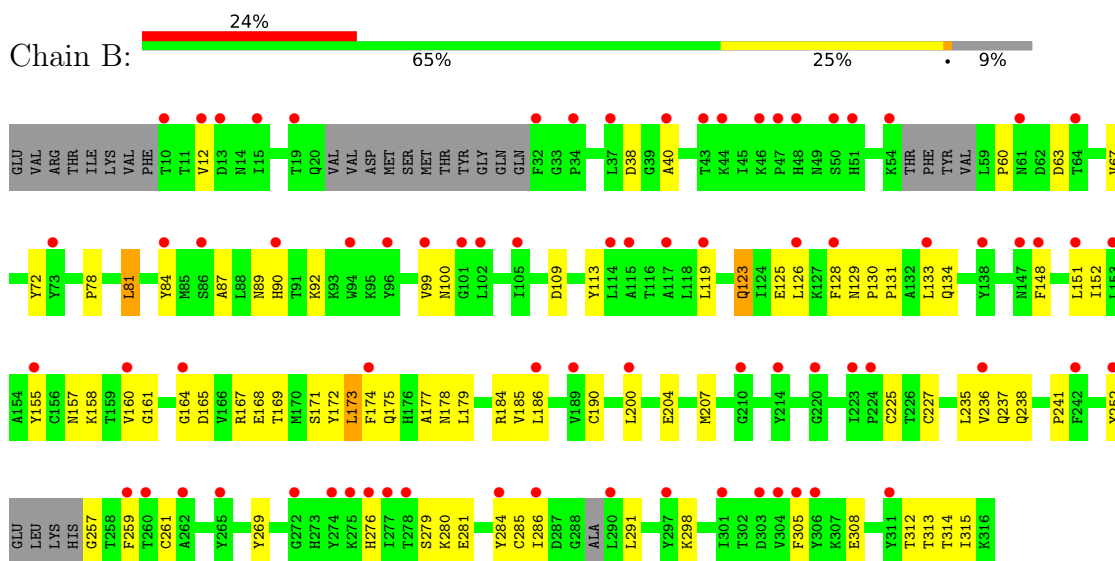 24%
Chain B:
65% 25% • 9%
GLU VAL ARG THR ILE LYS VAL PHE T10 T11 V12 D13 N14 I15 T19 Q20 VAL VAL ASP MET SER MET THR TYR GLY GLN GLN F32 G33 P34 L37 D38 G39 A40 T43 K44 I45 K46 P47 H48 N49 S50 H51 K54 THR PHE TYR VAL L59 P60 N61 D62 D63 T64 V67
Y72 Y73 P78 L81 Y84 M85 S86 A87 L88 N89 H90 T91 K92 K93 W94 K95 Y96 V99 N100 G101 L102 I105 D109 Y113 L114 A115 T116 A117 L118 L119 Q123 I124 E125 L126 K127 F128 N129 P130 P131 A132 L133 Q134 Y138 N147 F148 L151 I152 L153
A154 Y155 C156 N157 K158 T159 V160 G161 G164 D165 V166 R167 E168 T169 M170 S171 Y172 L173 F174 Q175 H176 A177 N178 L179 R184 V185 L186 V189 C190 L200 E204 M207 G210 Y214 G220 I223 P224 C225 T226 C227 L235 V236 Q237 Q238 P241 F242 Y252
GLU LEU LYS HIS G257 T258 F259 T260 C261 A262 Y265 Y269 G272 H273 Y274 K275 H276 I277 T278 S279 K280 E281 Y284 C285 I286 D287 G288 ALA L290 L291 Y297 K298 I301 T302 D303 V304 F305 Y306 K307 E308 Y311 T312 T313 T314 I315 K316